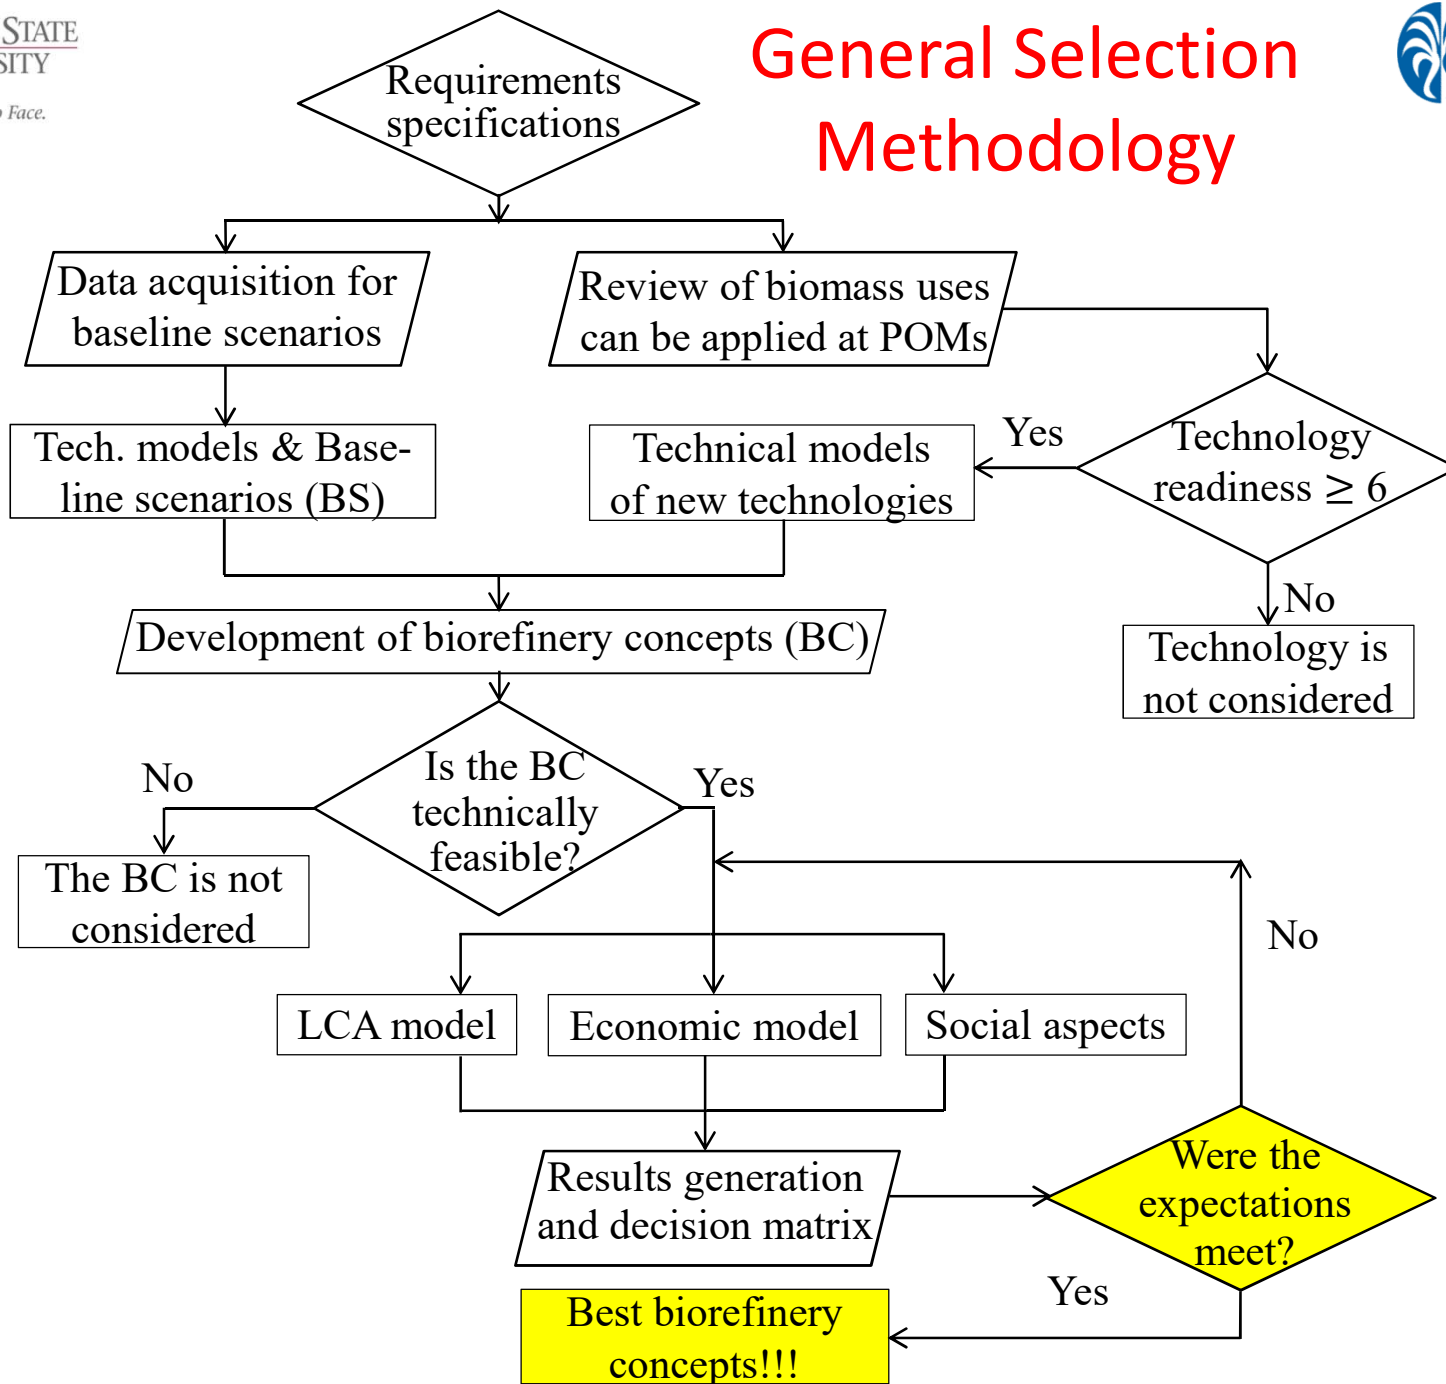 STATE
SITY
Face.
General Selection
Methodology
Requirements
specifications
Data acquisition for
baseline scenarios
Review of biomass uses
can be applied at POMs
Tech. models & Base-
line scenarios (BS)
Technical models
of new technologies
Yes
Technology
readiness ≥ 6
No
Technology is
not considered
Development of biorefinery concepts (BC)
Is the BC
technically
feasible?
No
Yes
The BC is not
considered
No
LCA model
Economic model
Social aspects
Results generation
and decision matrix
Were the
expectations
meet?
Yes
Best biorefinery
concepts!!!